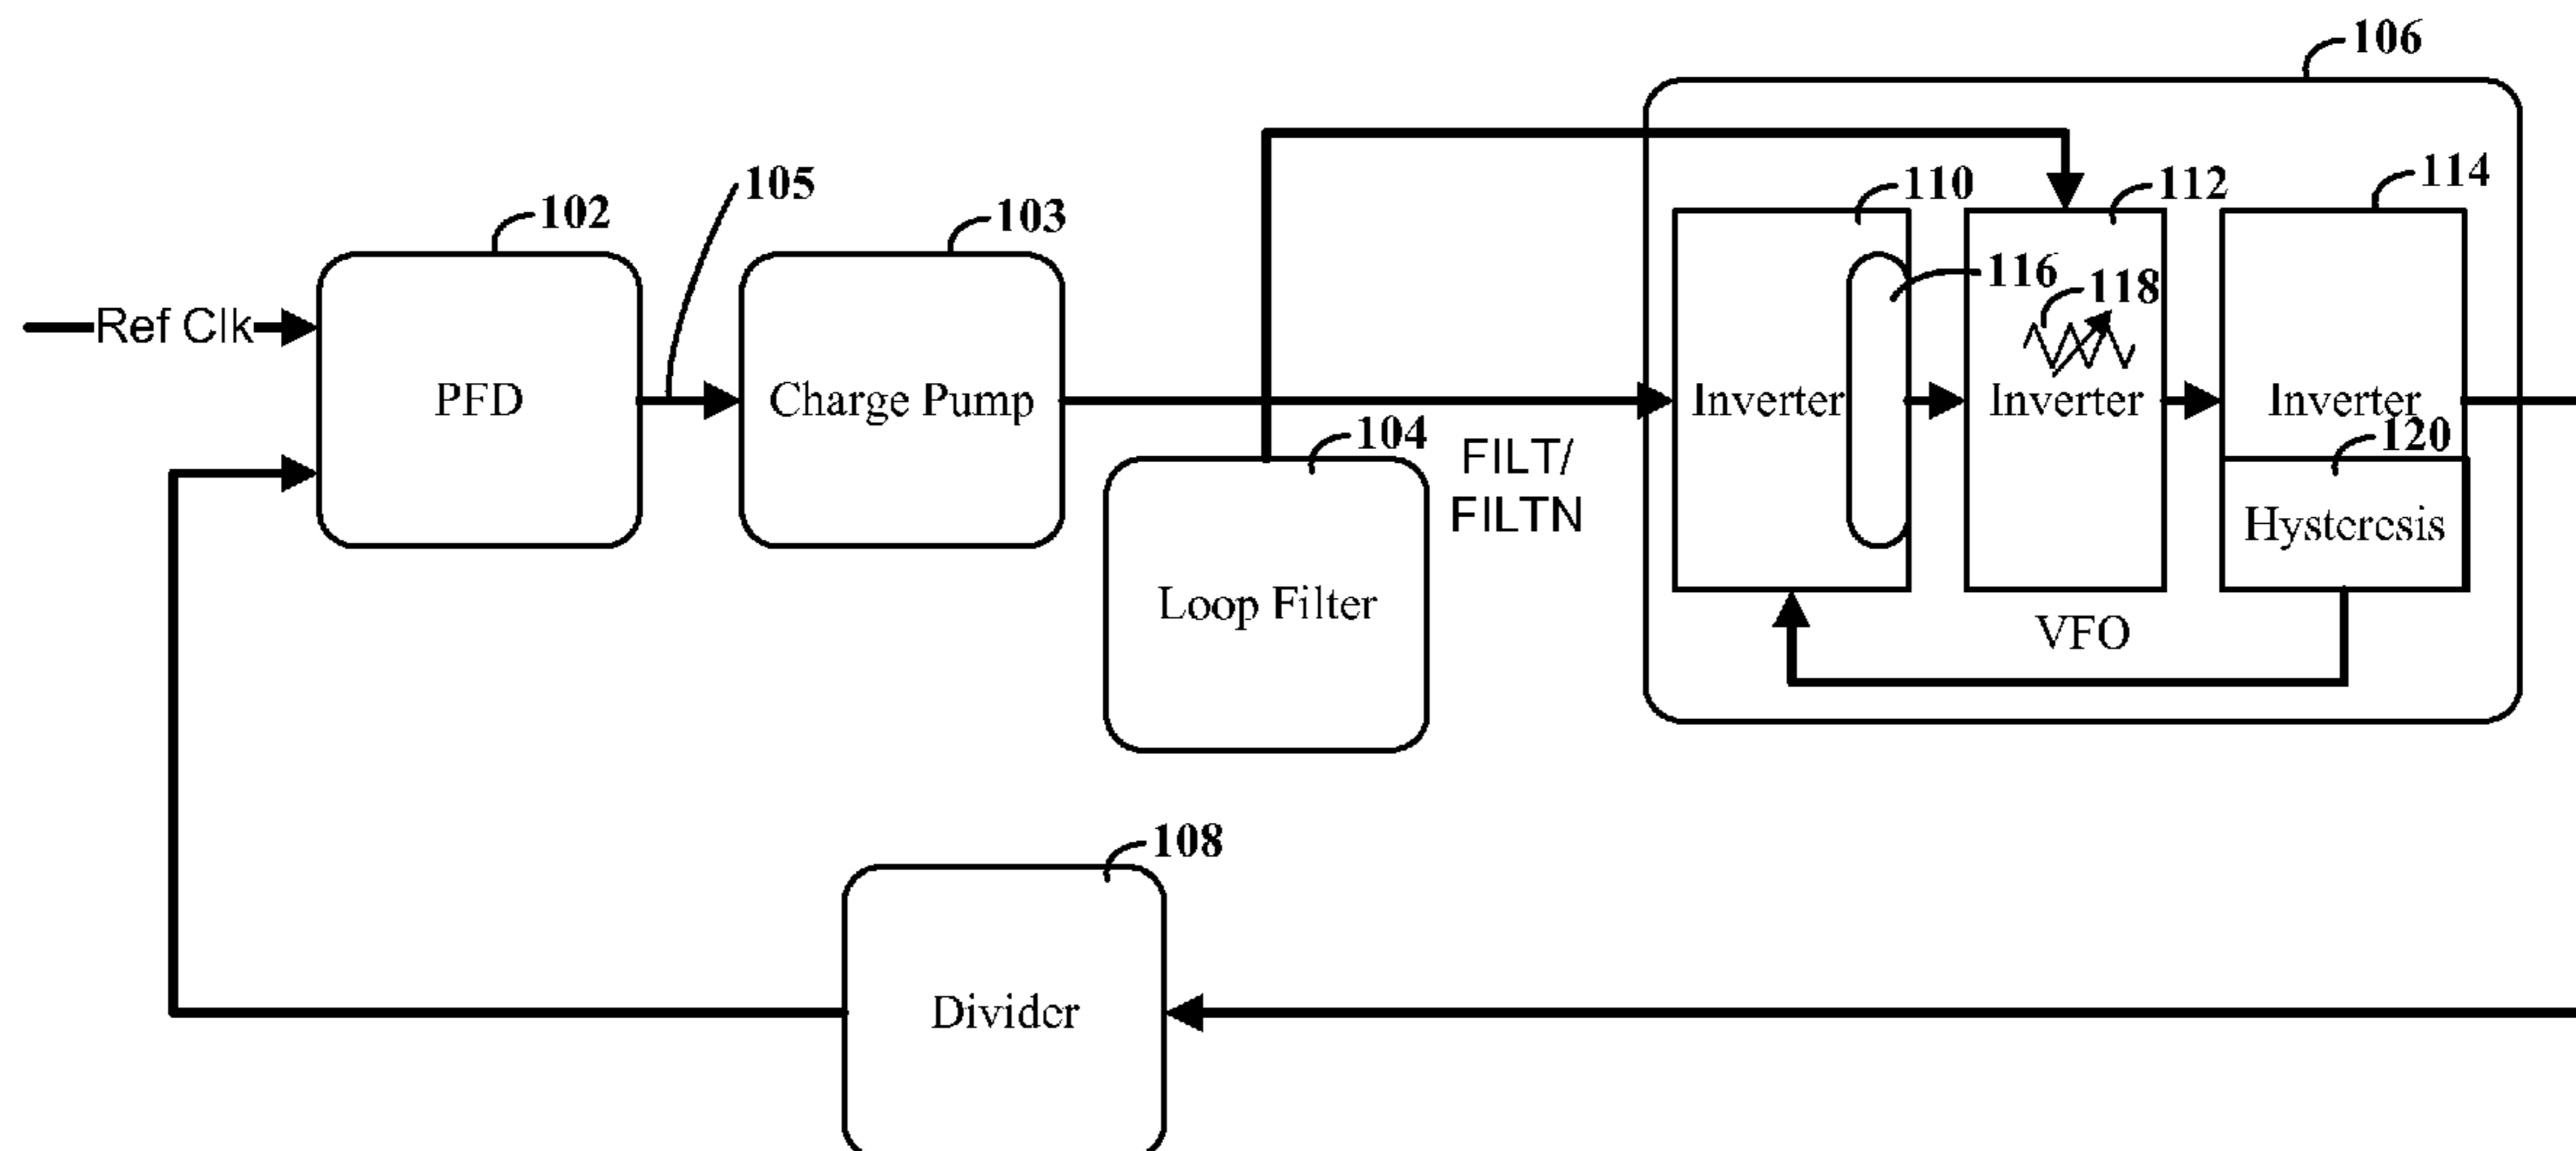 106
105
102
103
110
112
114
116
118
Ref Clk
PFD
Charge Pump
Inverter
Inverter
Inverter
104
120
FILT/
FILTN
Hysteresis
Loop Filter
VFO
108
Divider